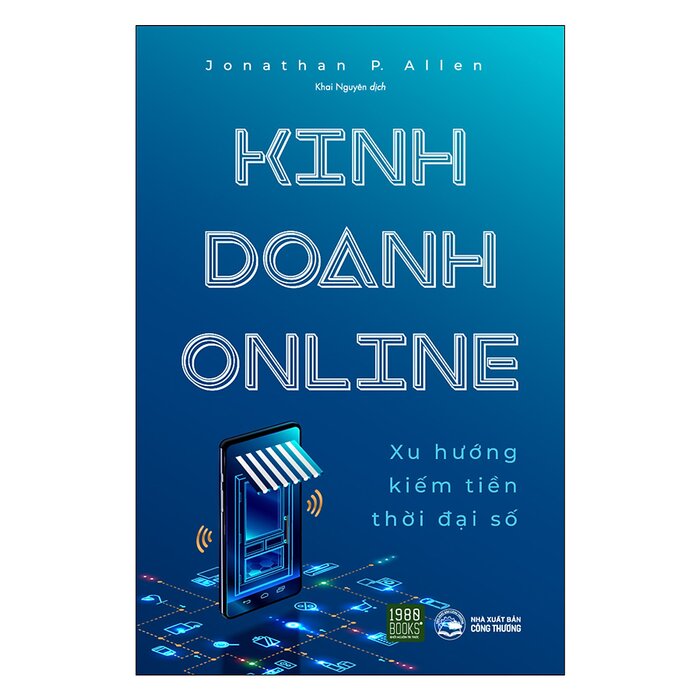 Jonathan P. Allen
Khai Nguyên dịch
KINH
DOANH
ONLINE
Xu hướng
kiếm tiền
thời đại số
1980
BOOKS
NHÀ XUẤT BẢN
CÔNG THƯƠNG